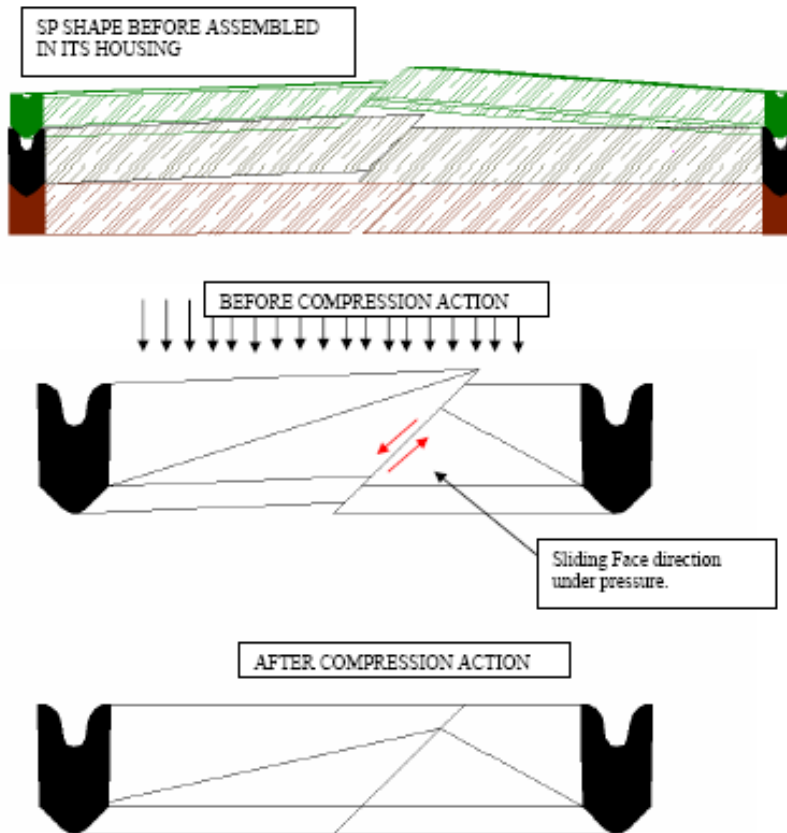 SP SHAPE BEFORE ASSEMBLED
IN ITS HOUSING
BEFORE COMPRESSION ACTION
Sliding Face direction
under pressure.
AFTER COMPRESSION ACTION